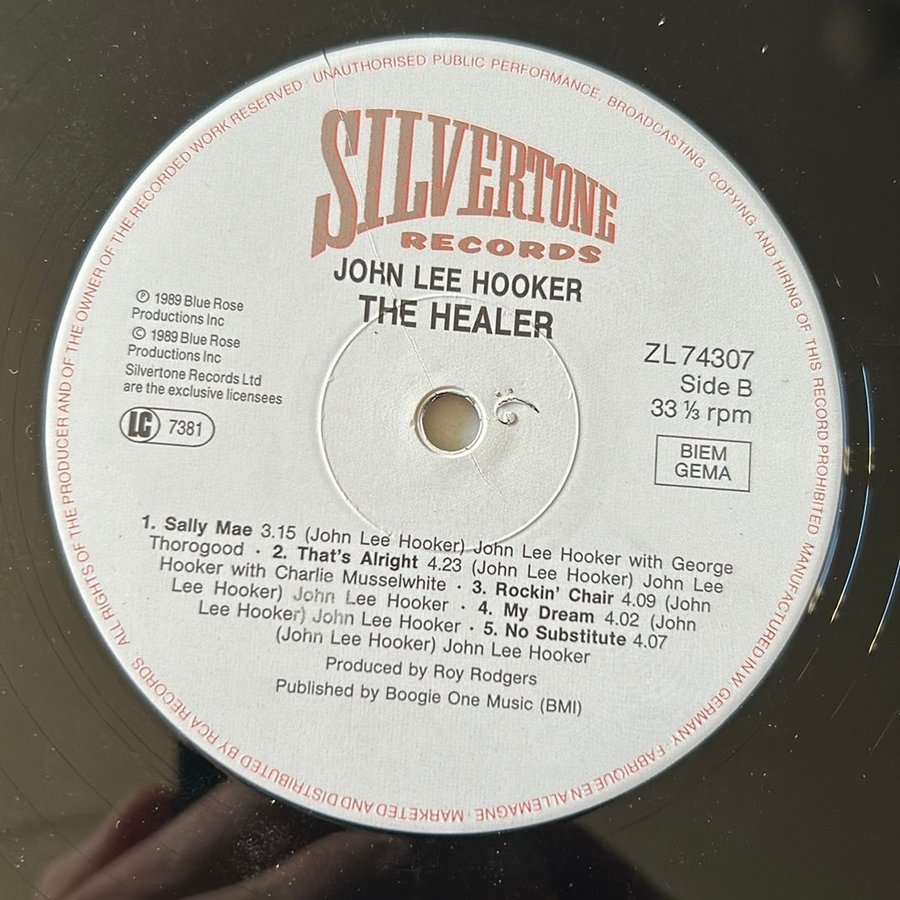 SILVERTONE
RECORDS
JOHN LEE HOOKER
THE HEALER
℗ 1989 Blue Rose
Productions Inc
© 1989 Blue Rose
Productions Inc
Silvertone Records Ltd
are the exclusive licensees
LC 7381
ZL 74307
Side B
33 ⅓ rpm
BIEM
GEMA
1. Sally Mae 3.15 (John Lee Hooker) John Lee Hooker with George
Thorogood · 2. That's Alright 4.23 (John Lee Hooker) John Lee
Hooker with Charlie Musselwhite · 3. Rockin' Chair 4.09 (John
Lee Hooker) John Lee Hooker · 4. My Dream 4.02 (John
Lee Hooker) John Lee Hooker · 5. No Substitute 4.07
(John Lee Hooker) John Lee Hooker
Produced by Roy Rodgers
Published by Boogie One Music (BMI)
ALL RIGHTS OF THE PRODUCER AND OF THE OWNER OF THE RECORDED WORK RESERVED · UNAUTHORISED PUBLIC PERFORMANCE, BROADCASTING, COPYING AND HIRING OF THIS RECORD PROHIBITED. MANUFACTURED IN W. GERMANY. FABRIQUE EN ALLEMAGNE · MARKETED AND DISTRIBUTED BY RCA RECORDS